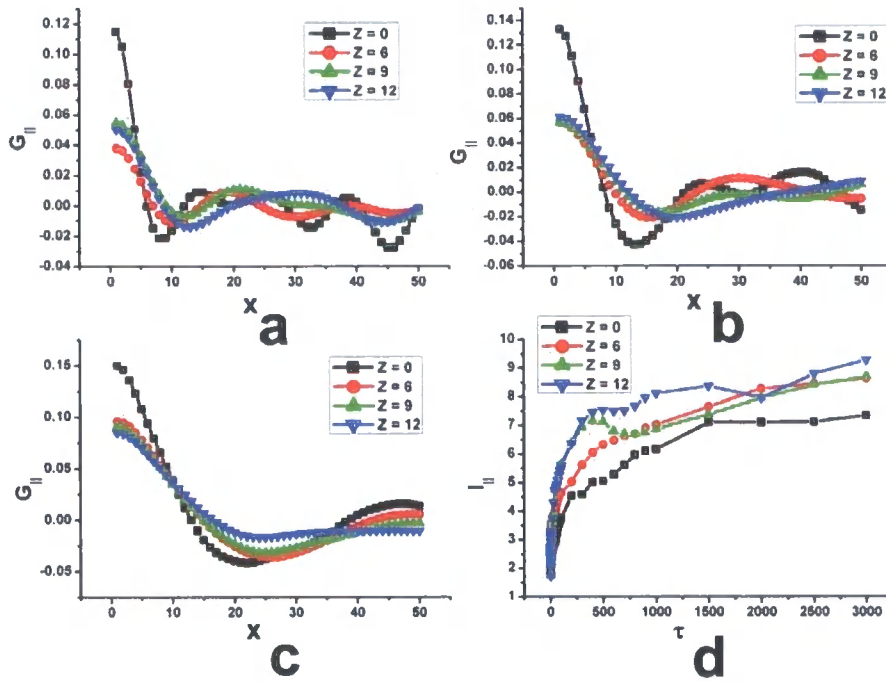 0.12
0.10
0.08
0.06
0.04
0.02
0.00
-0.02
-0.04
G||
0 10 20 30 40 50
X
a
Z = 0
Z = 6
Z = 9
Z = 12
0.14
0.12
0.10
0.08
0.06
0.04
0.02
0.00
-0.02
-0.04
-0.06
G||
0 10 20 30 40 50
X
b
Z = 0
Z = 6
Z = 9
Z = 12
0.15
0.10
0.05
0.00
-0.05
G||
0 10 20 30 40 50
X
c
Z = 0
Z = 6
Z = 9
Z = 12
Z = 0
Z = 6
Z = 9
Z = 12
10
9
8
7
6
5
4
3
2
1
I||
0 500 1000 1500 2000 2500 3000
τ
d